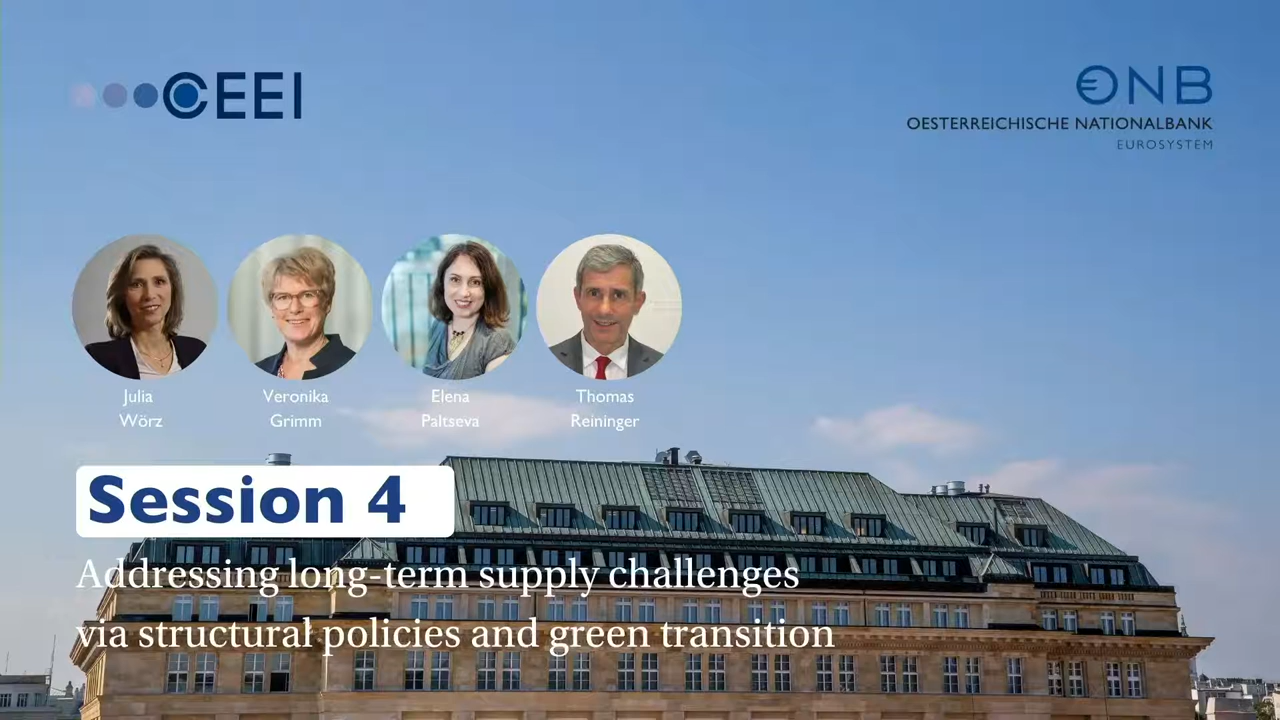 CEEI
ONB
OESTERREICHISCHE NATIONALBANK
EUROSYSTEM
Julia
Wörz
Veronika
Grimm
Elena
Paltseva
Thomas
Reininger
Session 4
Addressing long-term supply challenges
via structural policies and green transition